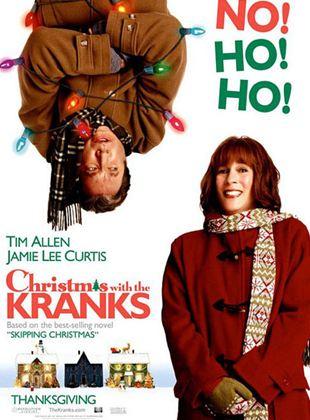 NO!
HO!
HO!
TIM ALLEN
JAMIE LEE CURTIS
Christmas with the
KRANKS
Based on the best-selling novel
"SKIPPING CHRISTMAS"
THANKSGIVING
TheKranks.com